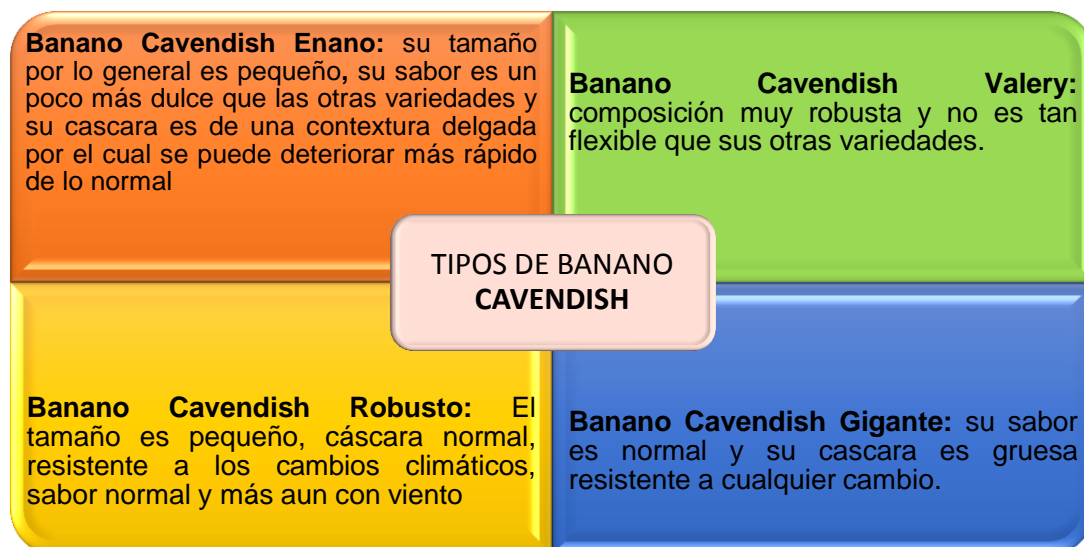 Banano Cavendish Enano: su tamaño
por lo general es pequeño, su sabor es un
poco más dulce que las otras variedades y
su cascara es de una contextura delgada
por el cual se puede deteriorar más rápido
de lo normal
Banano Cavendish Valery:
composición muy robusta y no es tan
flexible que sus otras variedades.
TIPOS DE BANANO
CAVENDISH
Banano Cavendish Robusto: El
tamaño es pequeño, cáscara normal,
resistente a los cambios climáticos,
sabor normal y más aun con viento
Banano Cavendish Gigante: su sabor
es normal y su cascara es gruesa
resistente a cualquier cambio.